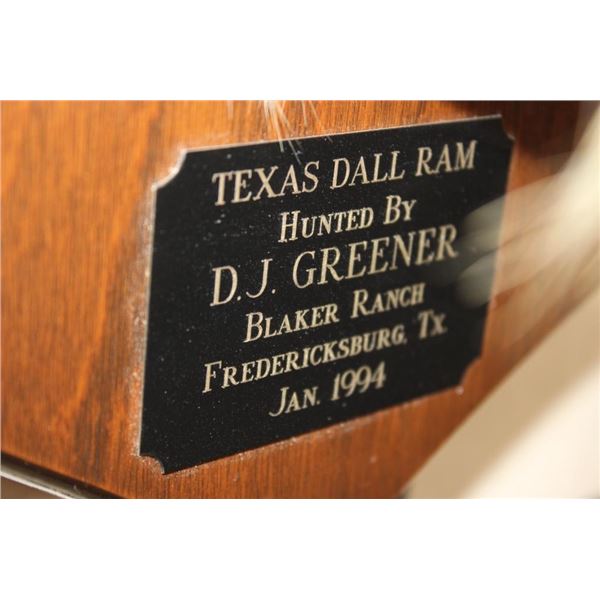 TEXAS DALL RAM
HUNTED BY
D.J. GREENER
BLAKER RANCH
FREDERICKSBURG, TX.
JAN. 1994